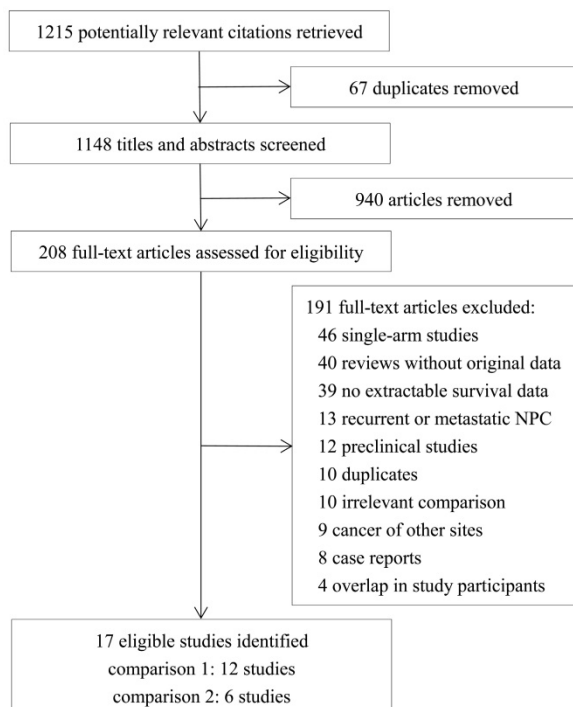 1215 potentially relevant citations retrieved
67 duplicates removed
1148 titles and abstracts screened
940 articles removed
208 full-text articles assessed for eligibility
191 full-text articles excluded:
46 single-arm studies
40 reviews without original data
39 no extractable survival data
13 recurrent or metastatic NPC
12 preclinical studies
10 duplicates
10 irrelevant comparison
9 cancer of other sites
8 case reports
4 overlap in study participants
17 eligible studies identified
comparison 1: 12 studies
comparison 2: 6 studies